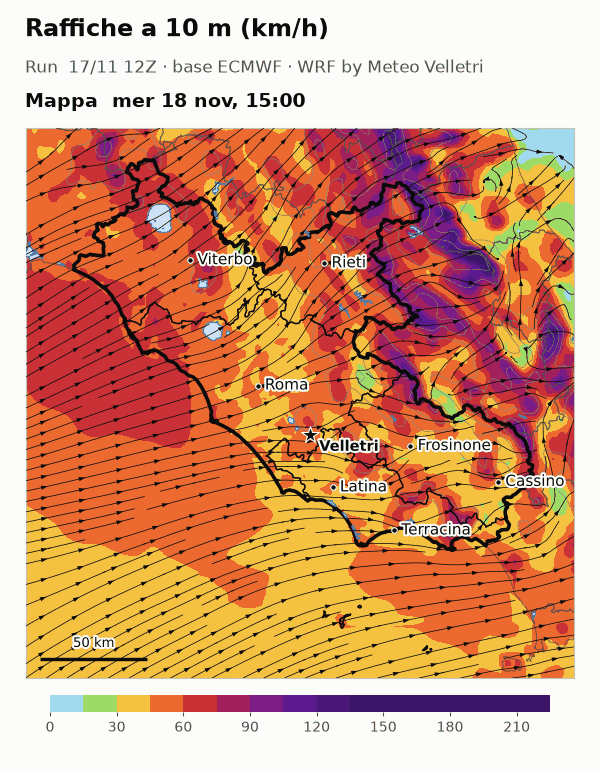 Raffiche a 10 m (km/h)
Run 17/11 12Z · base ECMWF · WRF by Meteo Velletri
Mappa mer 18 nov, 15:00
Viterbo
Rieti
Roma
Velletri
Frosinone
Latina
Cassino
Terracina
50 km
0 30 60 90 120 150 180 210